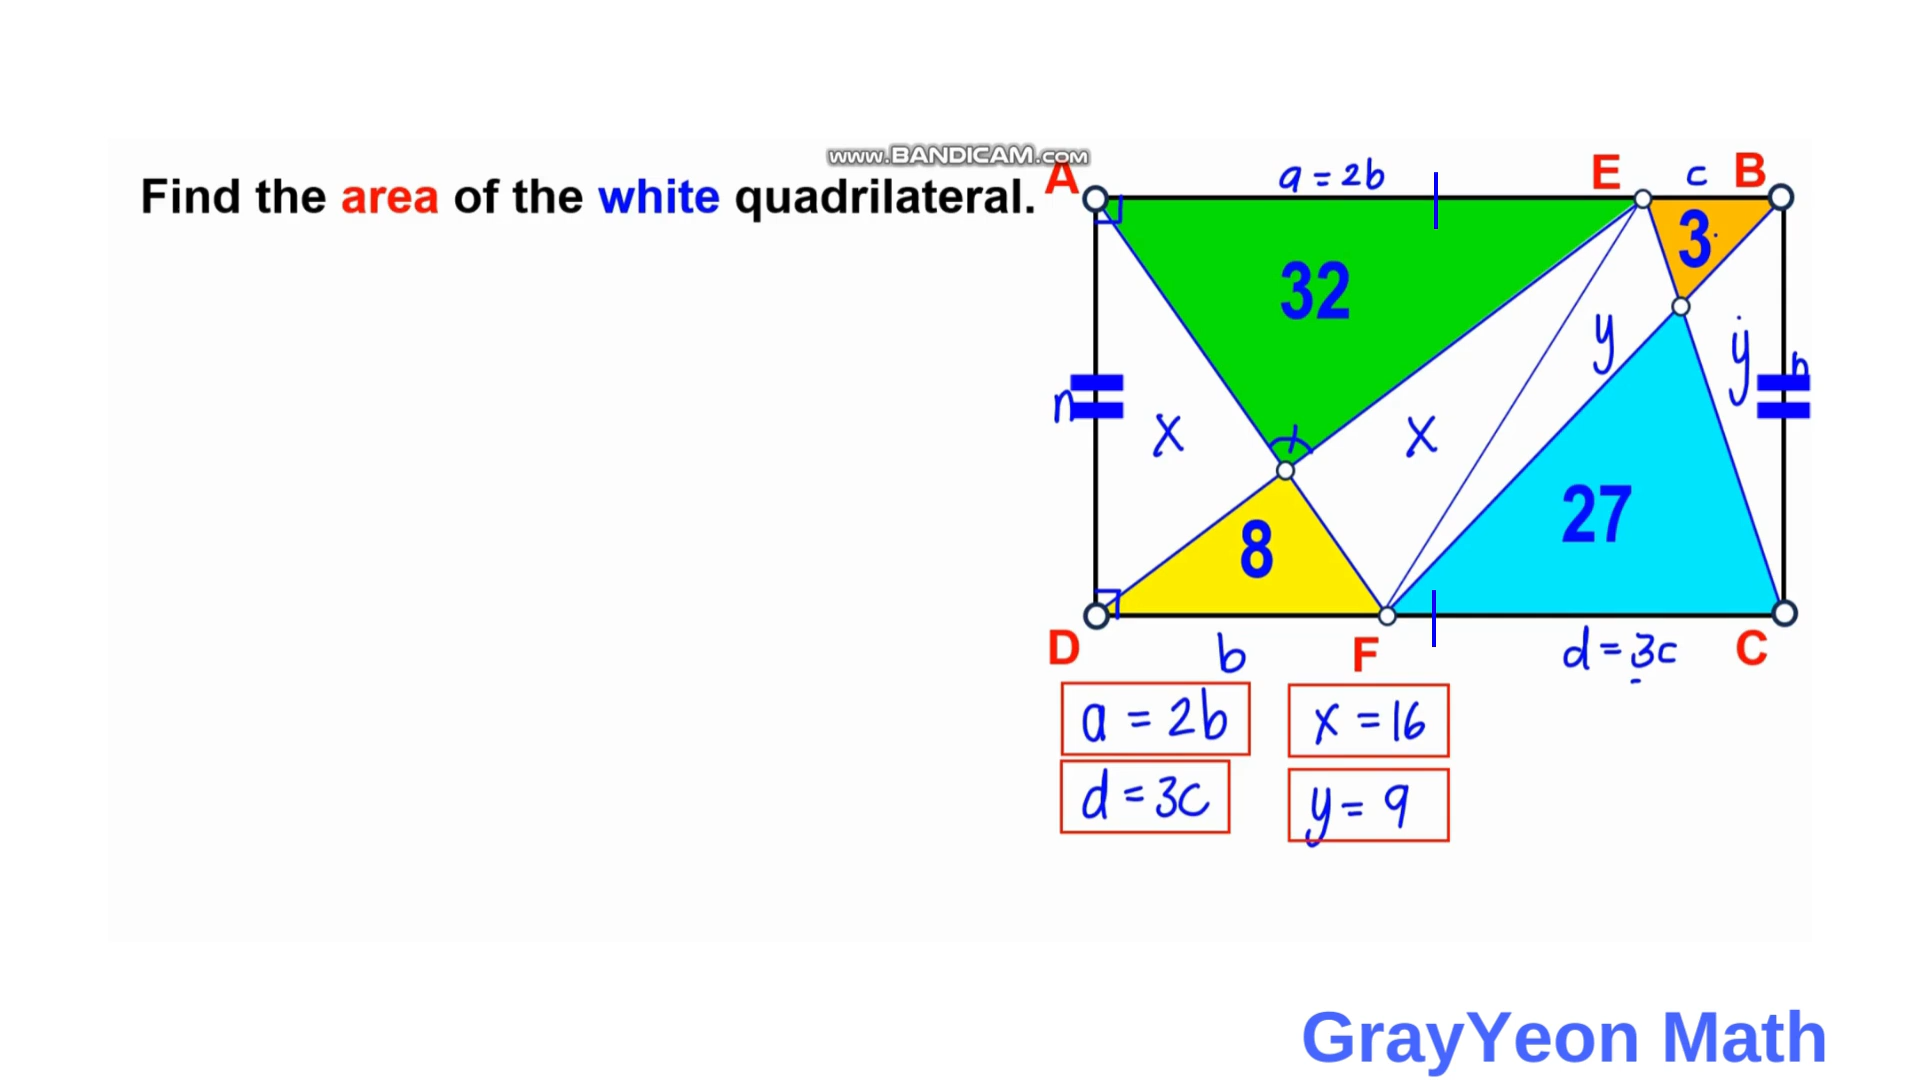 www.BANDICAM.com
Find the area of the white quadrilateral.
A
a = 2b
E
c
B
32
3
y
y
n
x
x
8
27
D
b
F
d = 3c
C
a = 2b
x = 16
d = 3c
y = 9
GrayYeon Math